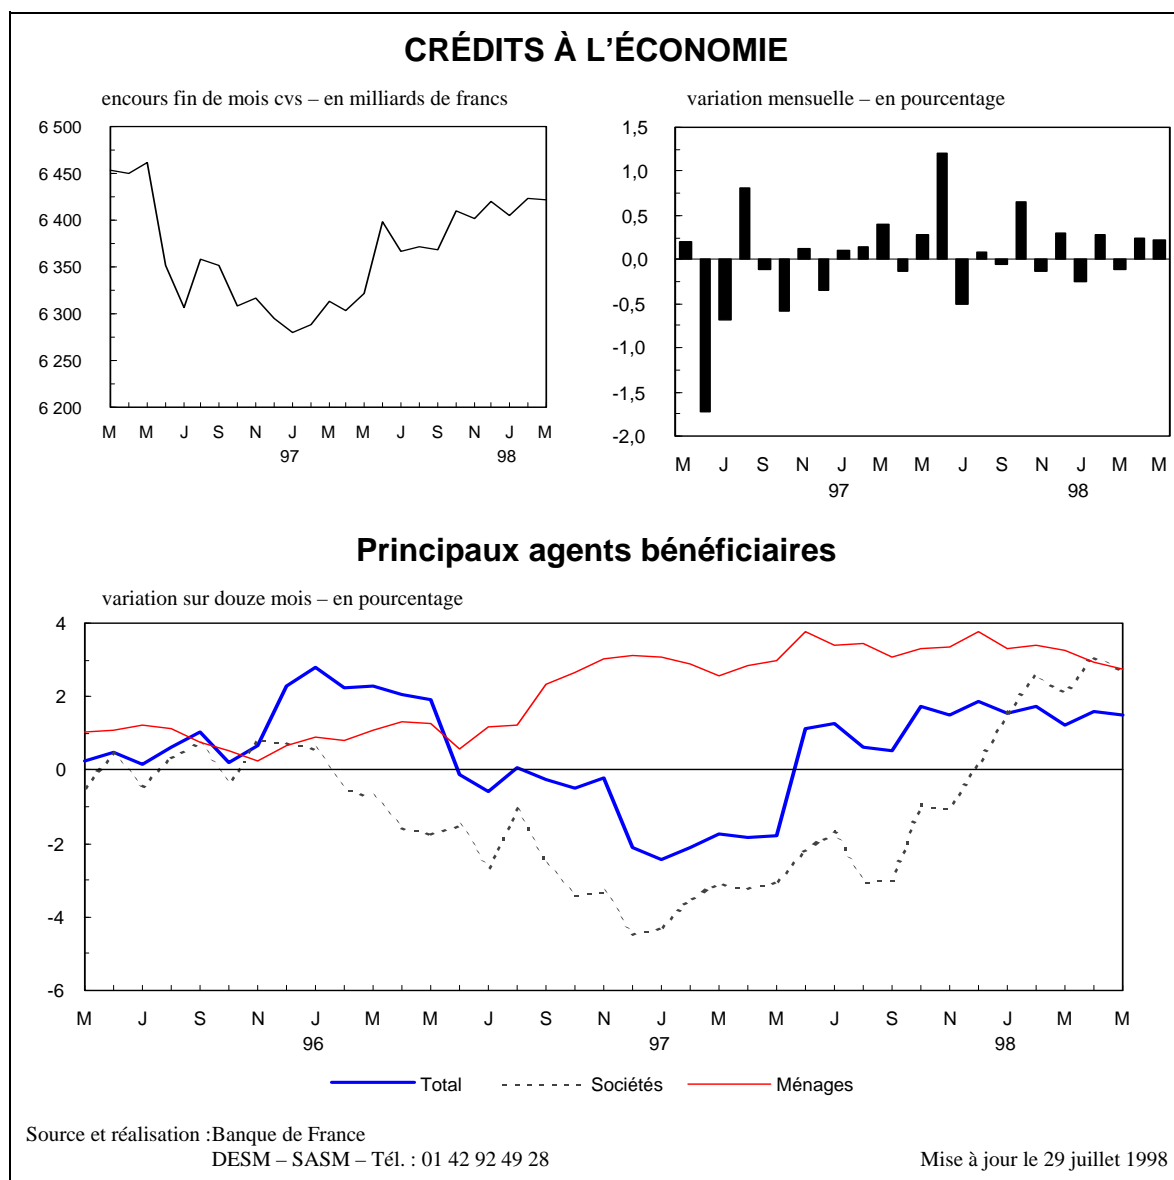 CRÉDITS À L’ÉCONOMIE
encours fin de mois cvs – en milliards de francs
6 500
6 450
6 400
6 350
6 300
6 250
6 200
M M J S N J M M J S N J M
97 98
variation mensuelle – en pourcentage
1,5
1,0
0,5
0,0
-0,5
-1,0
-1,5
-2,0
M J S N J M M J S N J M M
97 98
Principaux agents bénéficiaires
variation sur douze mois – en pourcentage
4
2
0
-2
-4
-6
M J S N J M M J S N J M M J S N J M M
96 97 98
Total Sociétés Ménages
Source et réalisation :Banque de France
DESM – SASM – Tél. : 01 42 92 49 28
Mise à jour le 29 juillet 1998